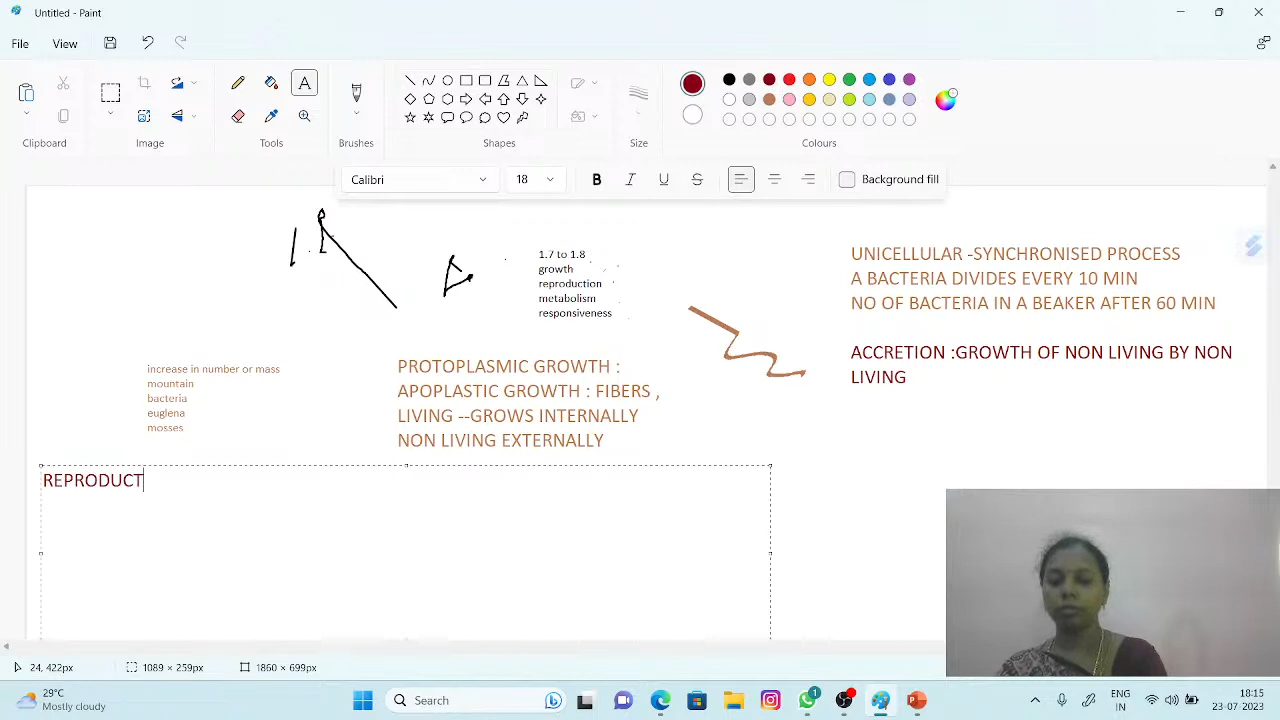 Untitled - Paint
File
View
Clipboard
Image
Tools
Brushes
Shapes
Size
Colours
Calibri
18
B
I
U
S
Background fill
1.7 to 1.8
growth
reproduction
metabolism
responsiveness
UNICELLULAR -SYNCHRONISED PROCESS
A BACTERIA DIVIDES EVERY 10 MIN
NO OF BACTERIA IN A BEAKER AFTER 60 MIN
ACCRETION :GROWTH OF NON LIVING BY NON
LIVING
increase in number or mass
mountain
bacteria
euglena
mosses
PROTOPLASMIC GROWTH :
APOPLASTIC GROWTH : FIBERS ,
LIVING --GROWS INTERNALLY
NON LIVING EXTERNALLY
REPRODUCT
24, 422px
1089 × 259px
1860 × 699px
29°C
Mostly cloudy
Search
1
ENG
IN
18:15
23-07-2023